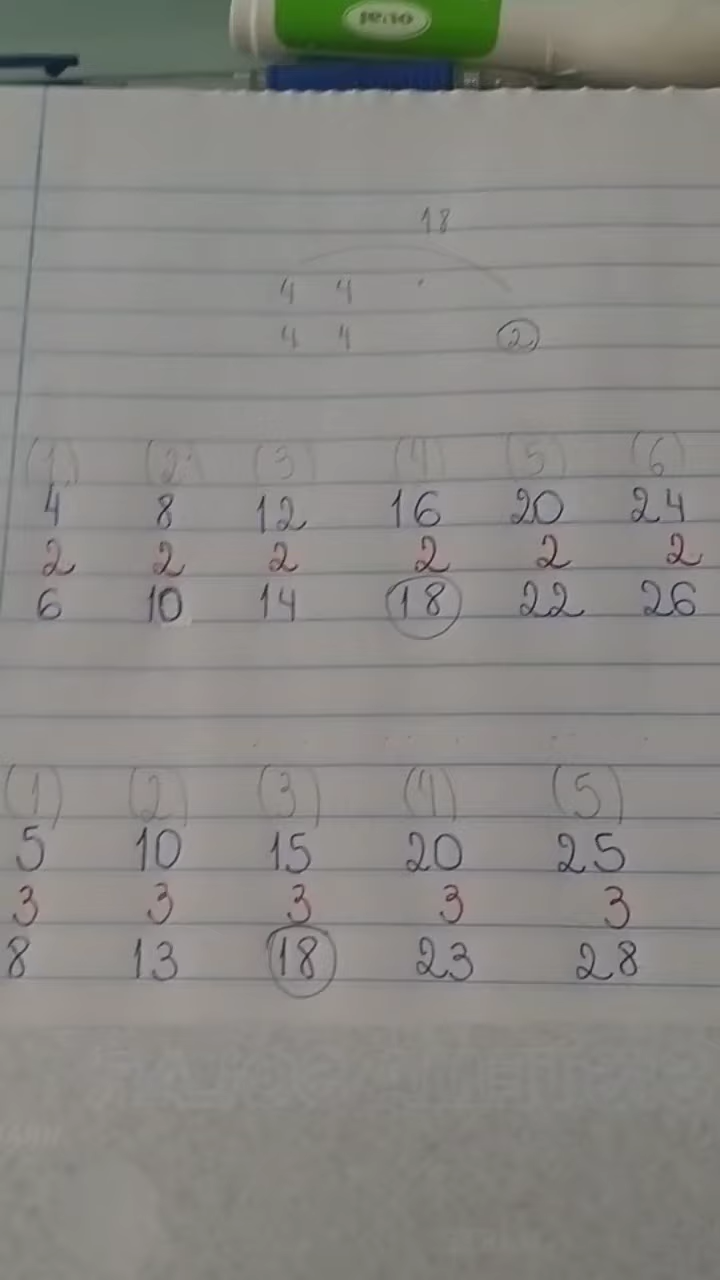 18
4 4
4 4 2
(1) (2) (3) (4) (5) (6)
4 8 12 16 20 24
2 2 2 2 2 2
6 10 14 18 22 26
(1) (2) (3) (4) (5)
5 10 15 20 25
3 3 3 3 3
8 13 18 23 28